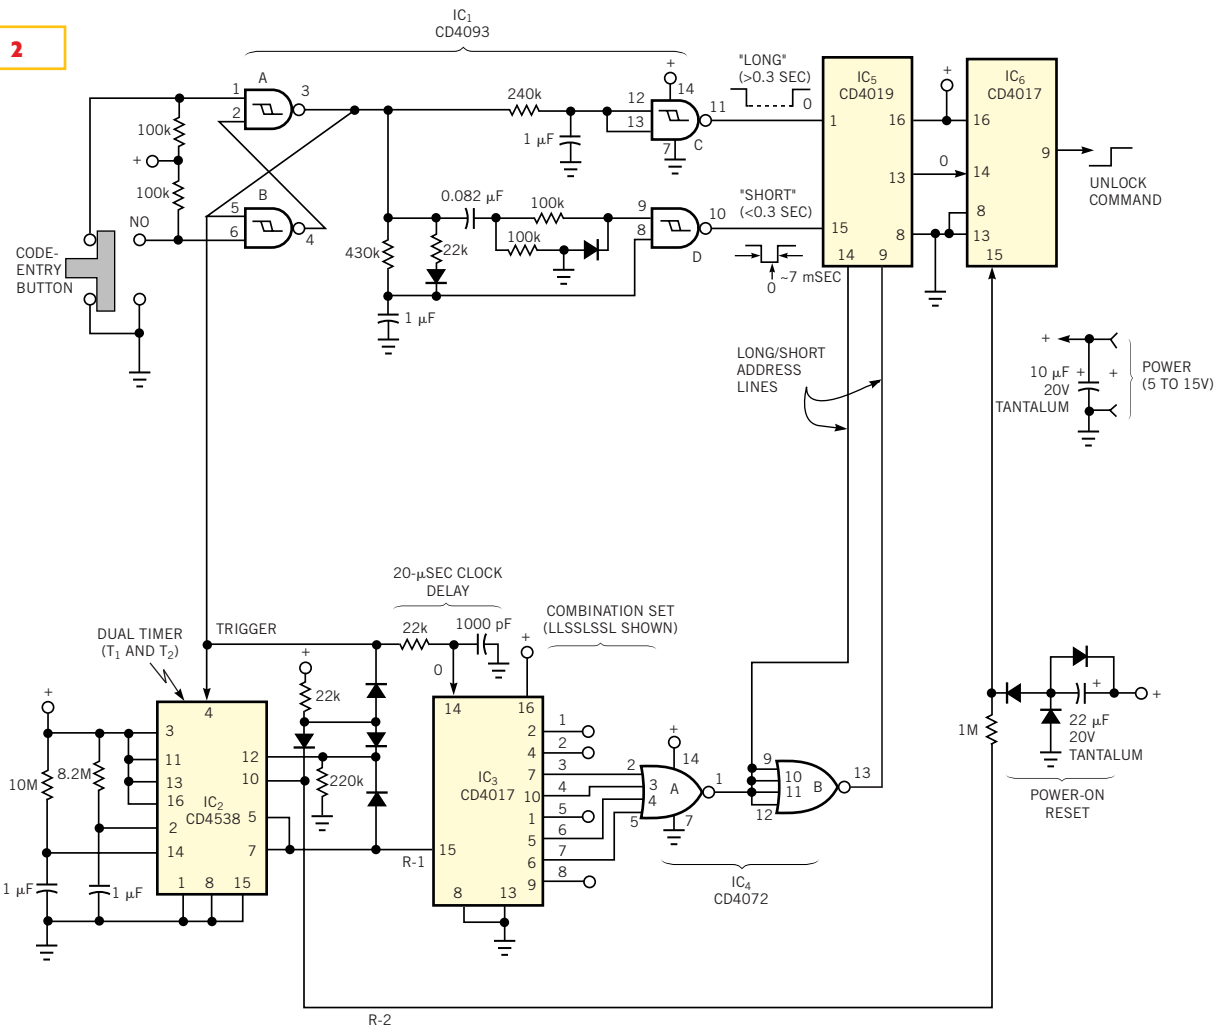 2
IC1
CD4093
A
1
2
3
100k
+
100k
B
5
6
4
NO
CODE-
ENTRY
BUTTON
240k
1 µF
+
14
12
13
11
7
C
"LONG"
(>0.3 SEC)
0
0.082 µF
100k
100k
22k
430k
1 µF
9
8
10
D
"SHORT"
(<0.3 SEC)
0
~7 mSEC
IC5
CD4019
1
16
13
15
8
14
9
+
0
IC6
CD4017
16
14
8
13
15
9
UNLOCK
COMMAND
LONG/SHORT
ADDRESS
LINES
+
10 µF
20V
TANTALUM
+
+
POWER
(5 TO 15V)
20-µSEC CLOCK
DELAY
22k
1000 pF
0
COMBINATION SET
(LLSSLSSL SHOWN)
+
DUAL TIMER
(T1 AND T2)
TRIGGER
+
22k
220k
+
10M
8.2M
1 µF
1 µF
4
3
11
13
16
2
14
12
10
5
7
1
8
15
IC2
CD4538
R-1
14
16
15
IC3
CD4017
2
4
7
10
1
5
6
9
8
13
1
2
3
4
5
6
7
8
+
14
2
3
4
5
A
1
7
9
10
11
12
B
13
IC4
CD4072
1M
22 µF
20V
TANTALUM
+
+
POWER-ON
RESET
R-2